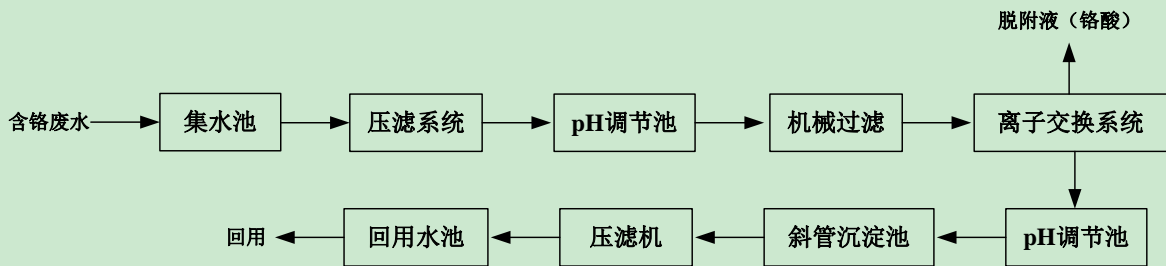 脱附液（铬酸）
含铬废水
集水池
压滤系统
pH调节池
机械过滤
离子交换系统
回用
回用水池
压滤机
斜管沉淀池
pH调节池